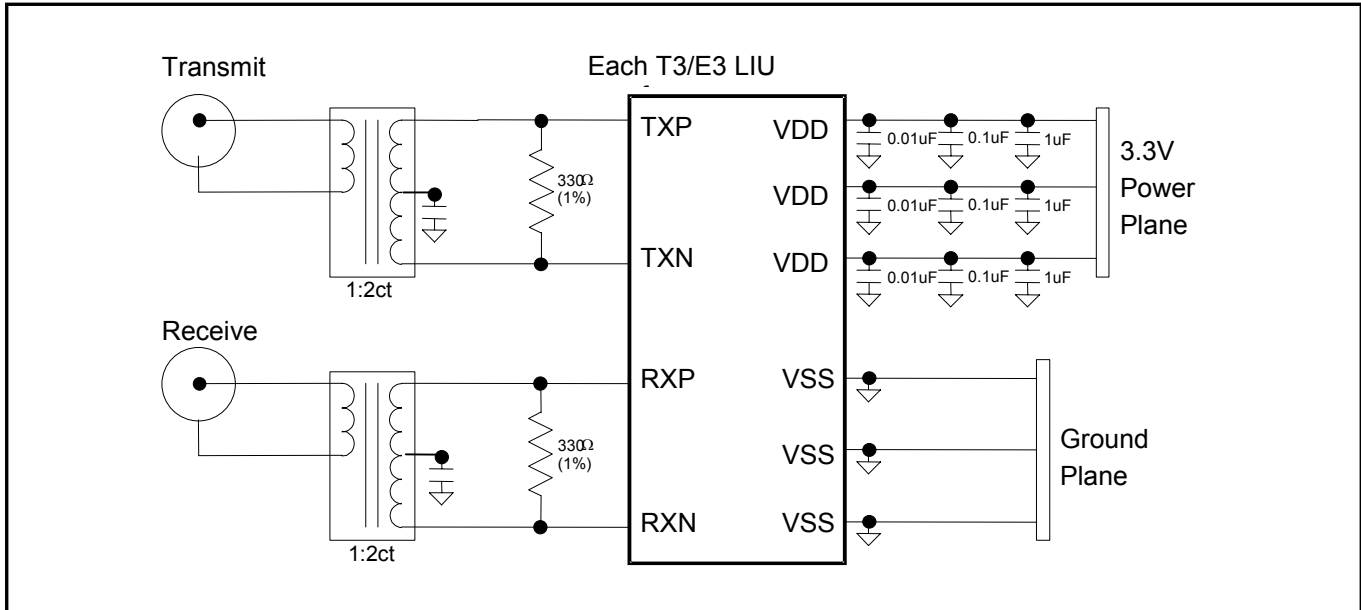 Transmit
Each T3/E3 LIU
TXP
VDD
0.01uF 0.1uF 1uF
3.3V
Power
Plane
330Ω
(1%)
VDD
0.01uF 0.1uF 1uF
TXN
VDD
0.01uF 0.1uF 1uF
1:2ct
Receive
RXP
VSS
330Ω
(1%)
VSS
Ground
Plane
RXN
VSS
1:2ct